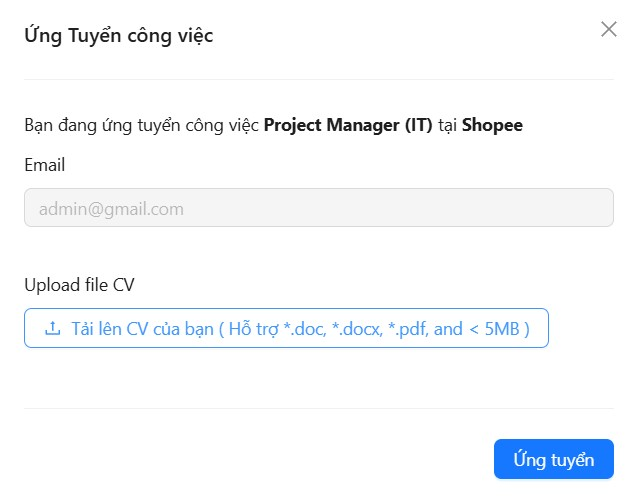 Ứng Tuyển công việc
Bạn đang ứng tuyển công việc Project Manager (IT) tại Shopee
Email
admin@gmail.com
Upload file CV
Tải lên CV của bạn ( Hỗ trợ *.doc, *.docx, *.pdf, and < 5MB )
Ứng tuyển